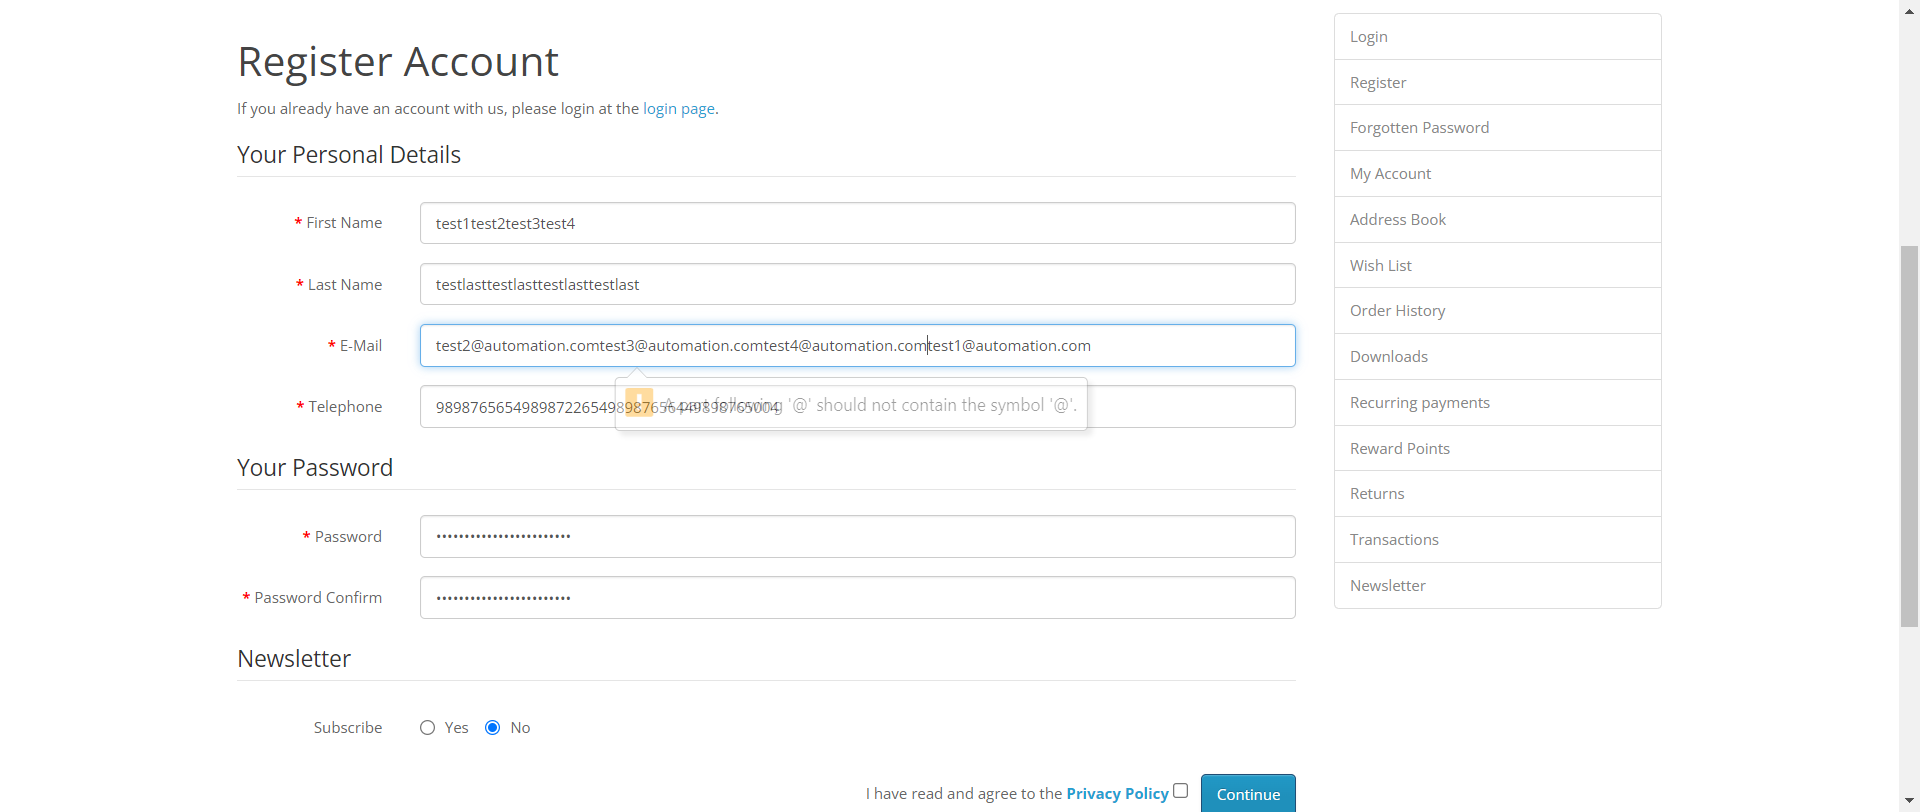 Register Account
If you already have an account with us, please login at the login page.
Your Personal Details
* First Name
test1test2test3test4
* Last Name
testlasttestlasttestlasttestlast
* E-Mail
test2@automation.comtest3@automation.comtest4@automation.comtest1@automation.com
* Telephone
following '@' should not contain the symbol '@'.
Your Password
* Password
* Password Confirm
Newsletter
Subscribe
Yes
No
I have read and agree to the Privacy Policy
Continue
Login
Register
Forgotten Password
My Account
Address Book
Wish List
Order History
Downloads
Recurring payments
Reward Points
Returns
Transactions
Newsletter